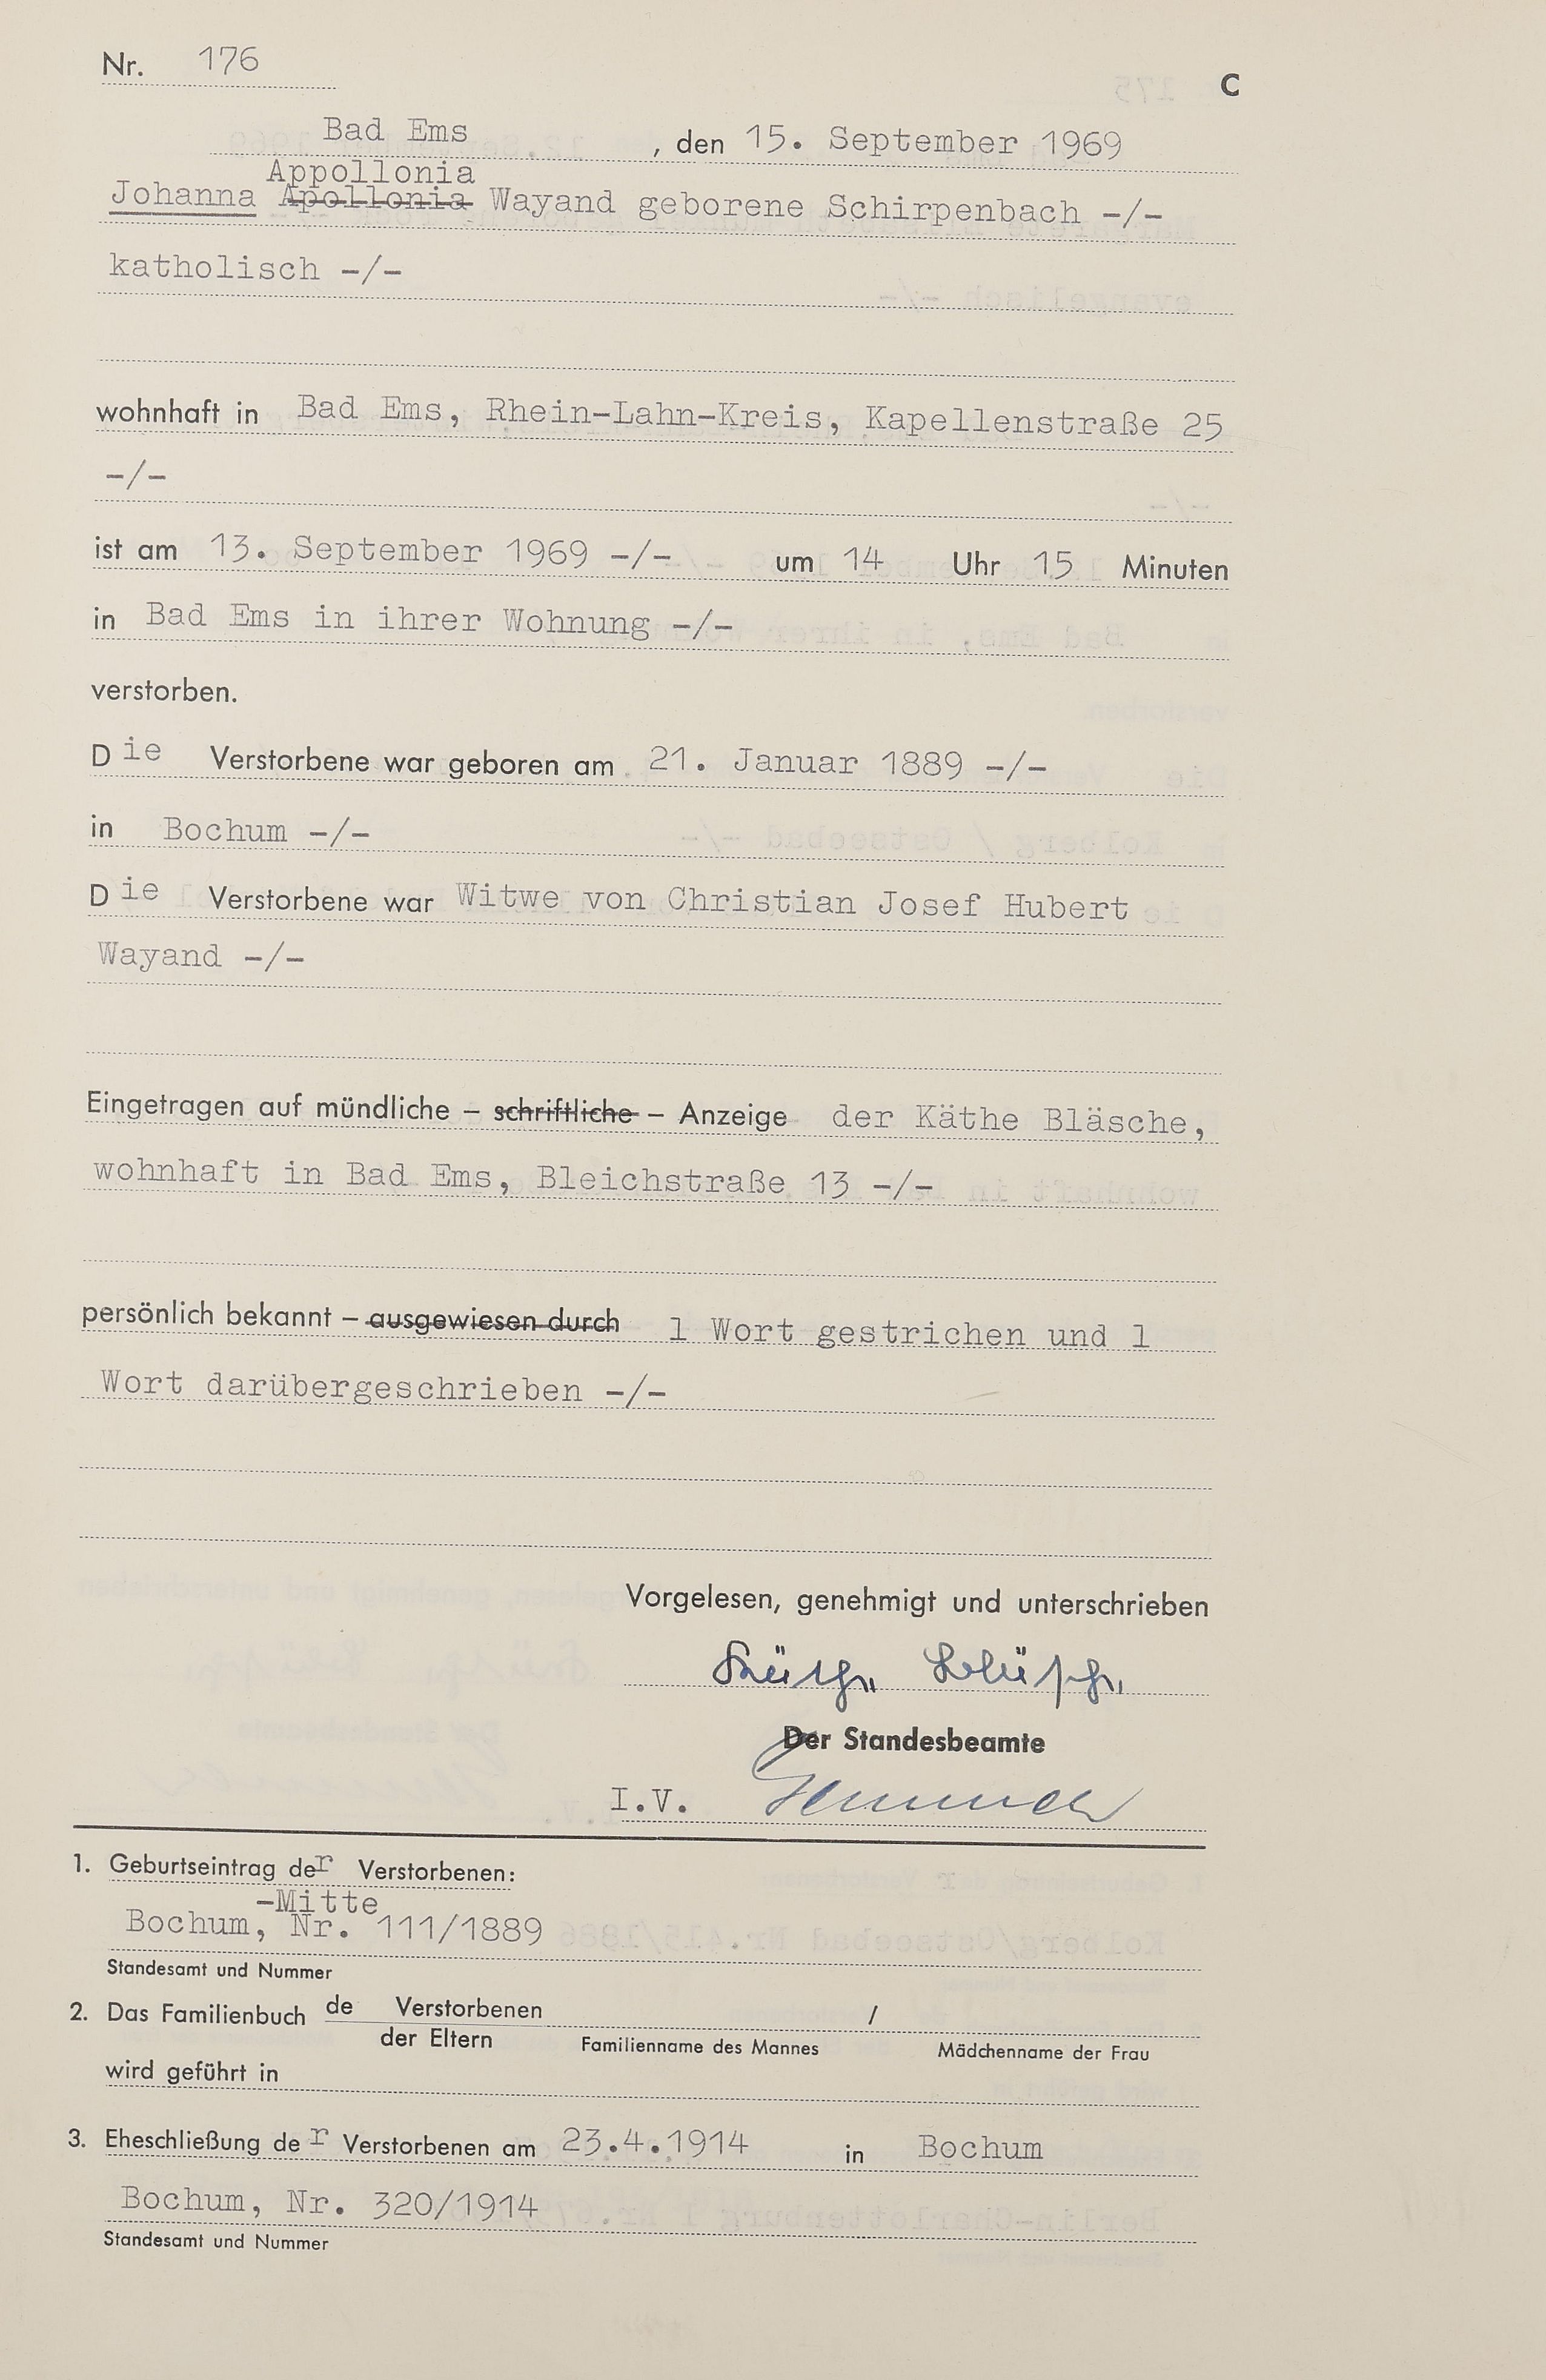 Nr. 176
C
Bad Ems , den 15. September 1969
Appollonia
Johanna Apollonia Wayand geborene Schirpenbach -/-
katholisch -/-
wohnhaft in Bad Ems, Rhein-Lahn-Kreis, Kapellenstraße 25
-/-
ist am 13. September 1969 -/- um 14 Uhr 15 Minuten
in Bad Ems in ihrer Wohnung -/-
verstorben.
Die Verstorbene war geboren am 21. Januar 1889 -/-
in Bochum -/-
Die Verstorbene war Witwe von Christian Josef Hubert
Wayand -/-
Eingetragen auf mündliche – schriftliche – Anzeige der Käthe Bläsche,
wohnhaft in Bad Ems, Bleichstraße 13 -/-
persönlich bekannt – ausgewiesen durch 1 Wort gestrichen und 1
Wort darübergeschrieben -/-
Vorgelesen, genehmigt und unterschrieben
Käthe Bläsche
Der Standesbeamte
I.V.
1. Geburtseintrag der Verstorbenen:
-Mitte
Bochum, Nr. 111/1889
Standesamt und Nummer
2. Das Familienbuch de Verstorbenen /
der Eltern Familienname des Mannes Mädchenname der Frau
wird geführt in
3. Eheschließung der Verstorbenen am 23.4.1914 in Bochum
Bochum, Nr. 320/1914
Standesamt und Nummer